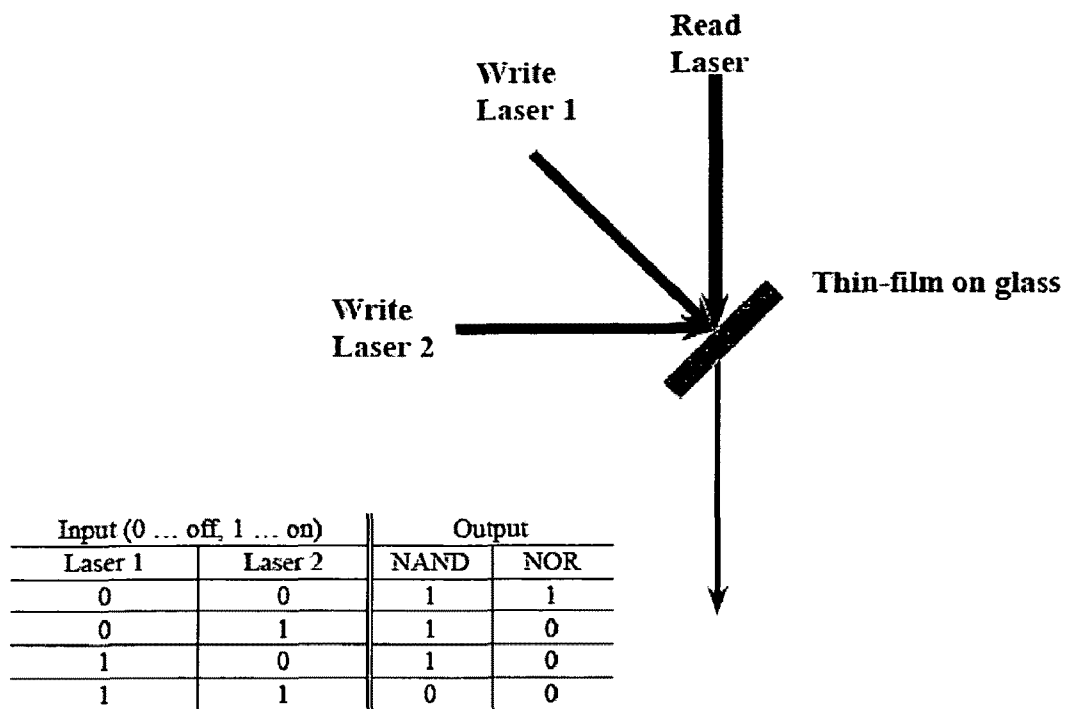 Read
Laser
Write
Laser 1
Thin-film on glass
Write
Laser 2
Input (0 ... off, 1 ... on) Output
Laser 1 Laser 2 NAND NOR
0 0 1 1
0 1 1 0
1 0 1 0
1 1 0 0